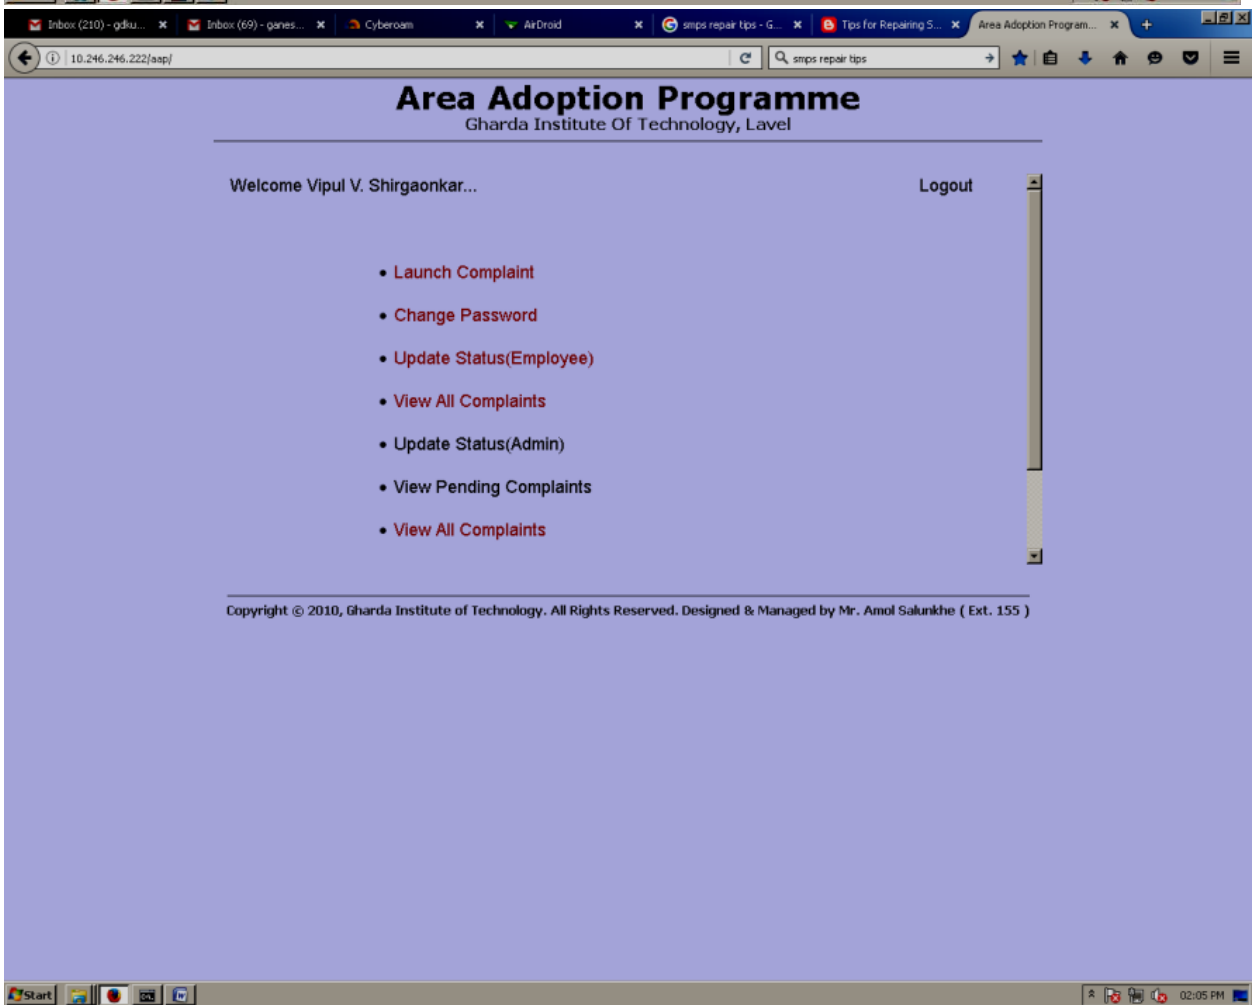 Inbox (210) - gdku...
Inbox (69) - ganes...
Cyberoam
AirDroid
smps repair tips - G...
Tips for Repairing S...
Area Adoption Program...
10.246.246.222/aap/
smps repair tips
Area Adoption Programme
Gharda Institute Of Technology, Lavel
Welcome Vipul V. Shirgaonkar...
Logout
Launch Complaint
Change Password
Update Status(Employee)
View All Complaints
Update Status(Admin)
View Pending Complaints
View All Complaints
Copyright © 2010, Gharda Institute of Technology. All Rights Reserved. Designed & Managed by Mr. Amol Salunkhe ( Ext. 155 )
Start
02:05 PM